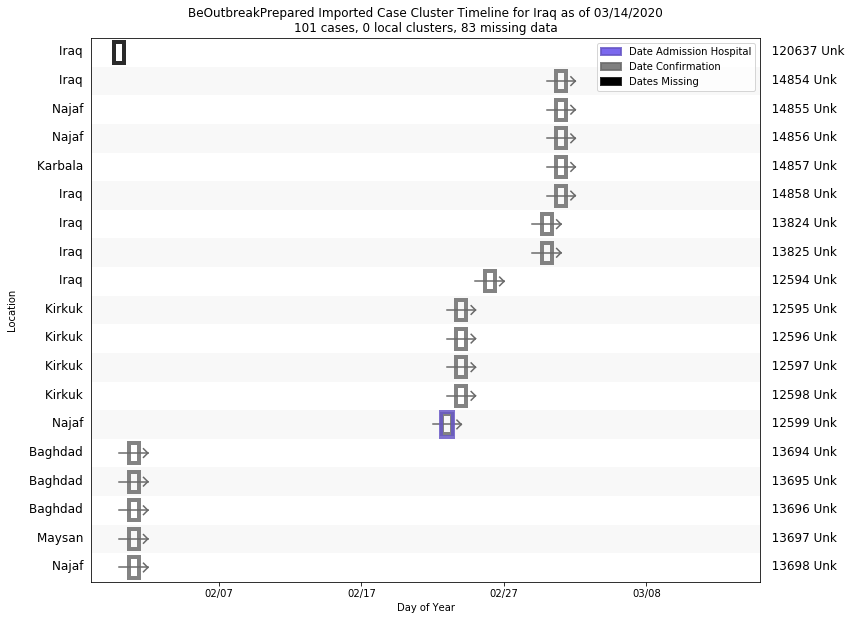 BeOutbreakPrepared Imported Case Cluster Timeline for Iraq as of 03/14/2020
101 cases, 0 local clusters, 83 missing data
Date Admission Hospital
Date Confirmation
Dates Missing
Iraq 120637 Unk
Iraq 14854 Unk
Najaf 14855 Unk
Najaf 14856 Unk
Karbala 14857 Unk
Iraq 14858 Unk
Iraq 13824 Unk
Iraq 13825 Unk
Iraq 12594 Unk
Kirkuk 12595 Unk
Kirkuk 12596 Unk
Kirkuk 12597 Unk
Kirkuk 12598 Unk
Najaf 12599 Unk
Baghdad 13694 Unk
Baghdad 13695 Unk
Baghdad 13696 Unk
Maysan 13697 Unk
Najaf 13698 Unk
Location
02/07 02/17 02/27 03/08
Day of Year